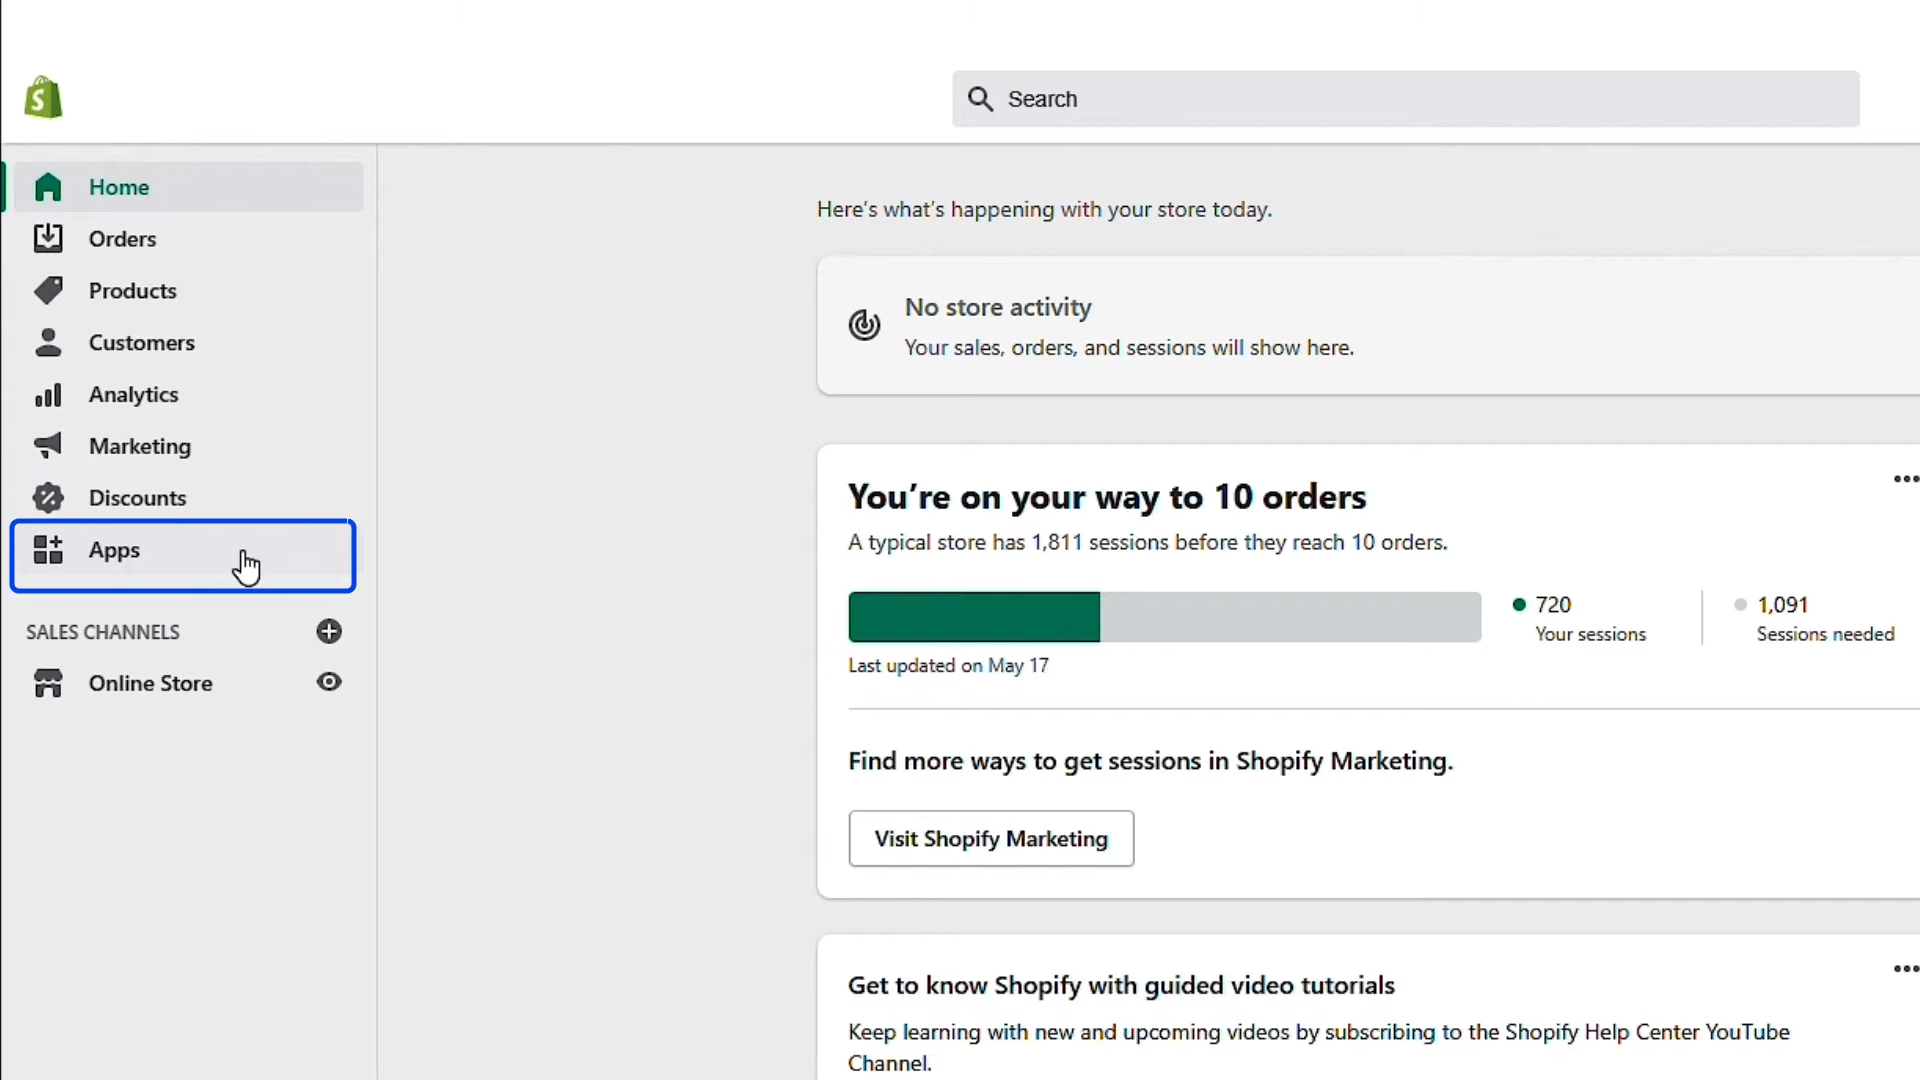 Search
Home
Orders
Products
Customers
Analytics
Marketing
Discounts
Apps
SALES CHANNELS
Online Store
Here's what's happening with your store today.
No store activity
Your sales, orders, and sessions will show here.
You're on your way to 10 orders
A typical store has 1,811 sessions before they reach 10 orders.
720
Your sessions
1,091
Sessions needed
Last updated on May 17
Find more ways to get sessions in Shopify Marketing.
Visit Shopify Marketing
Get to know Shopify with guided video tutorials
Keep learning with new and upcoming videos by subscribing to the Shopify Help Center YouTube
Channel.